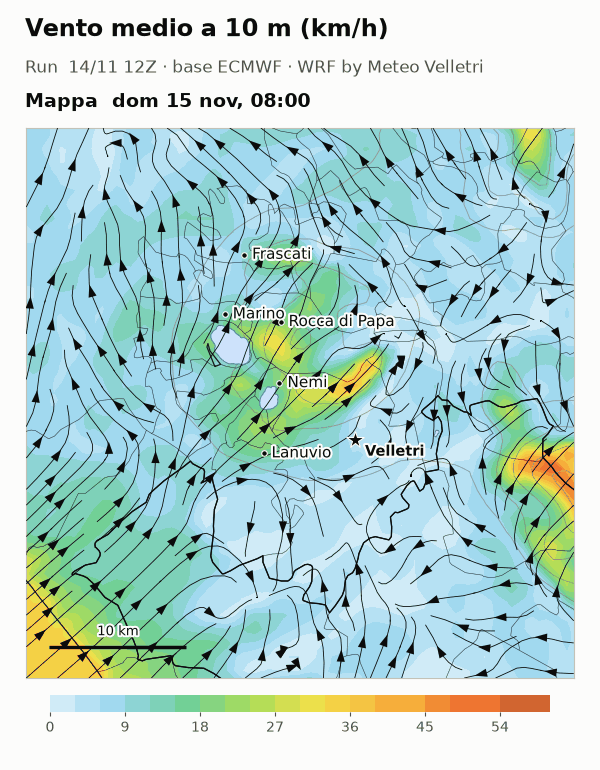 Vento medio a 10 m (km/h)
Run  14/11 12Z · base ECMWF · WRF by Meteo Velletri
Mappa  dom 15 nov, 08:00
Frascati
Marino
Rocca di Papa
Nemi
Velletri
Lanuvio
10 km
0 9 18 27 36 45 54